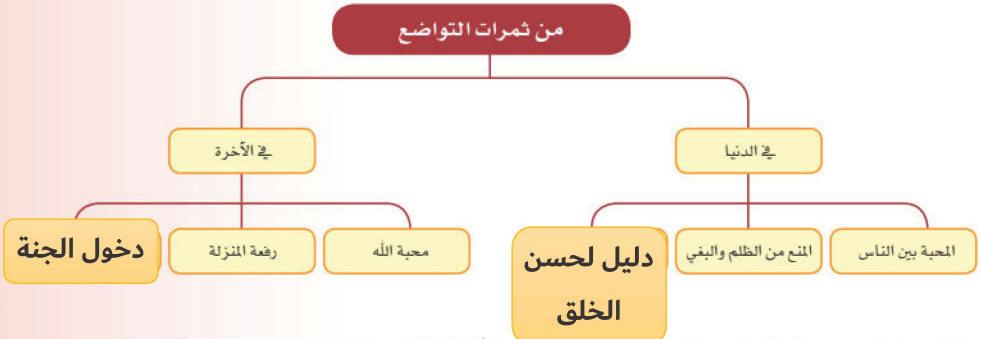 من ثمرات التواضع
في الدنيا
في الآخرة
المحبة بين الناس
المنع من الظلم والبغي
دليل لحسن
الخلق
محبة الله
رفعة المنزلة
دخول الجنة